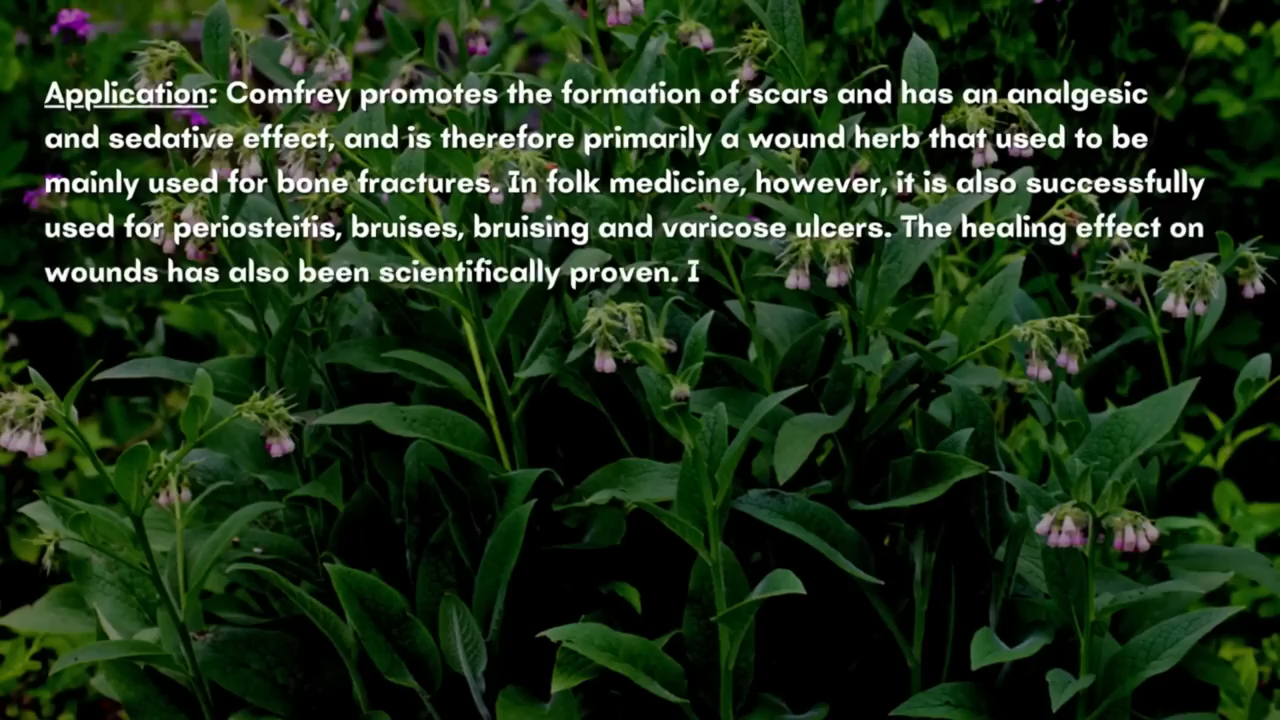 Application: Comfrey promotes the formation of scars and has an analgesic
and sedative effect, and is therefore primarily a wound herb that used to be
mainly used for bone fractures. In folk medicine, however, it is also successfully
used for periosteitis, bruises, bruising and varicose ulcers. The healing effect on
wounds has also been scientifically proven. I